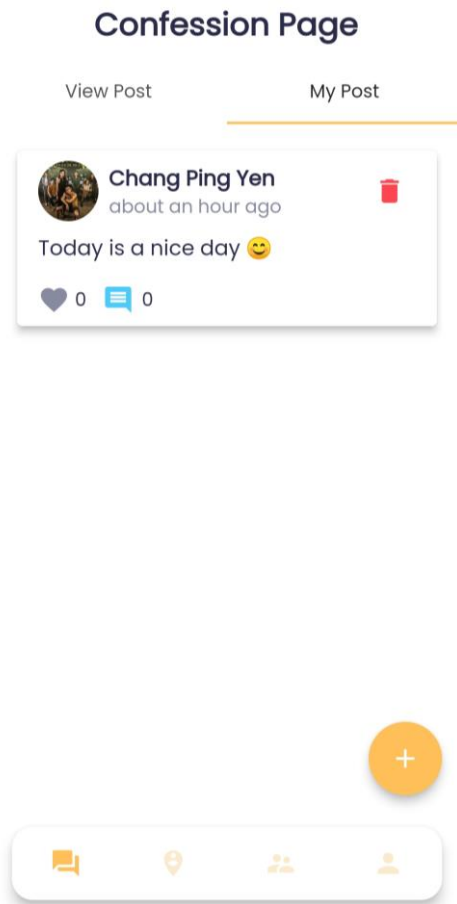 Confession Page
View Post
My Post
Chang Ping Yen
about an hour ago
Today is a nice day 😊
0
0